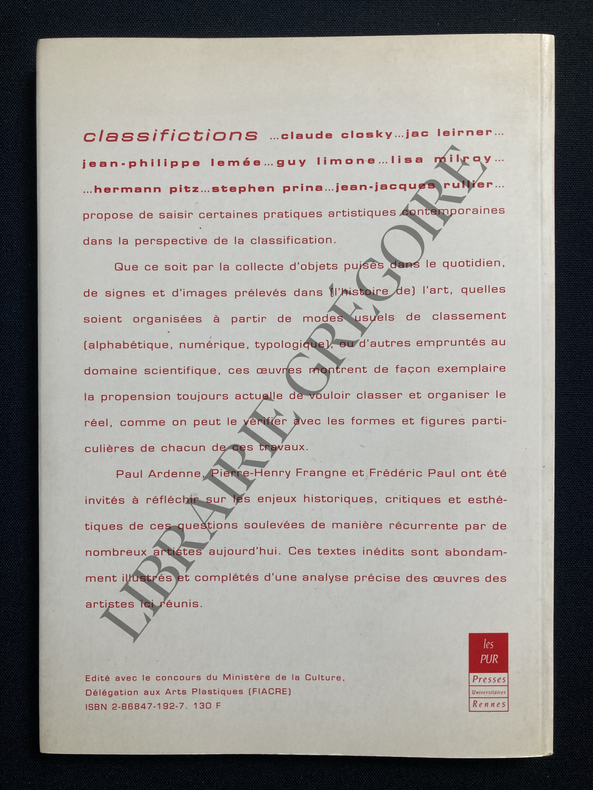 classifictions ...claude closky...jac leirner...
jean-philippe lemée...guy limone...lisa milroy...
...hermann pitz...stephen prina...jean-jacques rullier...
propose de saisir certaines pratiques artistiques contemporaines
dans la perspective de la classification.
Que ce soit par la collecte d'objets puisés dans le quotidien,
de signes et d'images prélevés dans (l'histoire de) l'art, quelles
soient organisées à partir de modes usuels de classement
(alphabétique, numérique, typologique), ou d'autres empruntés au
domaine scientifique, ces œuvres montrent de façon exemplaire
la propension toujours actuelle de vouloir classer et organiser le
réel, comme on peut le vérifier avec les formes et figures parti-
culières de chacun de ces travaux.
Paul Ardenne, Pierre-Henry Frangne et Frédéric Paul ont été
invités à réfléchir sur les enjeux historiques, critiques et esthé-
tiques de ces questions soulevées de manière récurrente par de
nombreux artistes aujourd'hui. Ces textes inédits sont abondam-
ment illustrés et complétés d'une analyse précise des œuvres des
artistes ici réunis.
LIBRAIRIE GRÉGOIRE
Edité avec le concours du Ministère de la Culture,
Délégation aux Arts Plastiques (FIACRE)
ISBN 2-86847-192-7. 130 F
les
PUR
Presses
Universitaires
Rennes